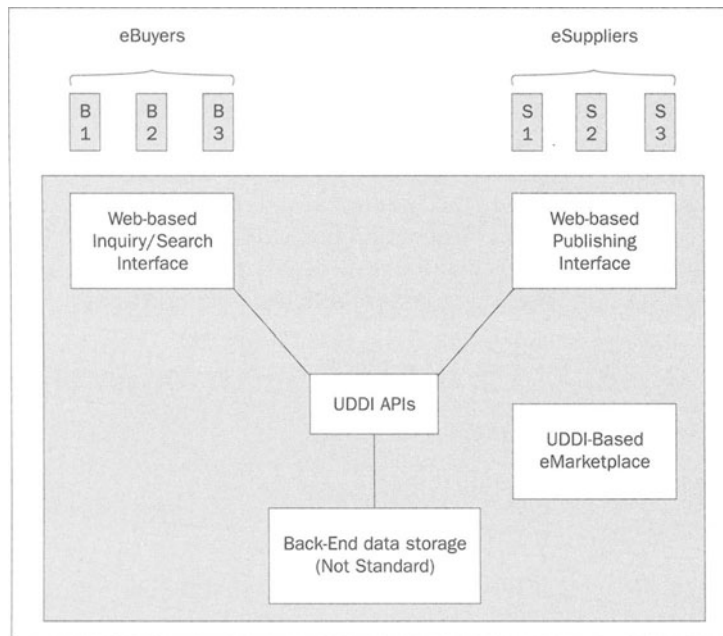 eBuyers
eSuppliers
B
1
B
2
B
3
S
1
S
2
S
3
Web-based
Inquiry/Search
Interface
Web-based
Publishing
Interface
UDDI APIs
UDDI-Based
eMarketplace
Back-End data storage
(Not Standard)